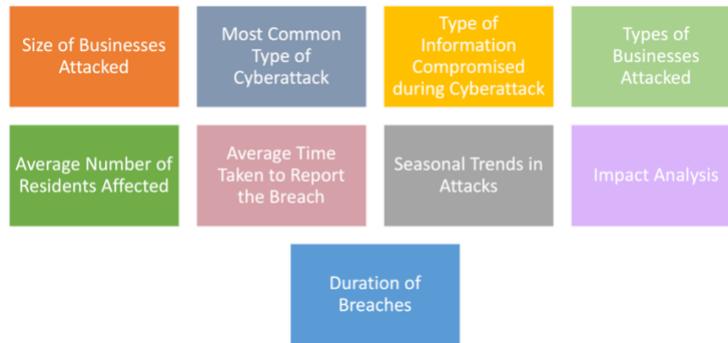 Size of Businesses
Attacked
Most Common
Type of
Cyberattack
Type of
Information
Compromised
during Cyberattack
Types of
Businesses
Attacked
Average Number of
Residents Affected
Average Time
Taken to Report
the Breach
Seasonal Trends in
Attacks
Impact Analysis
Duration of
Breaches